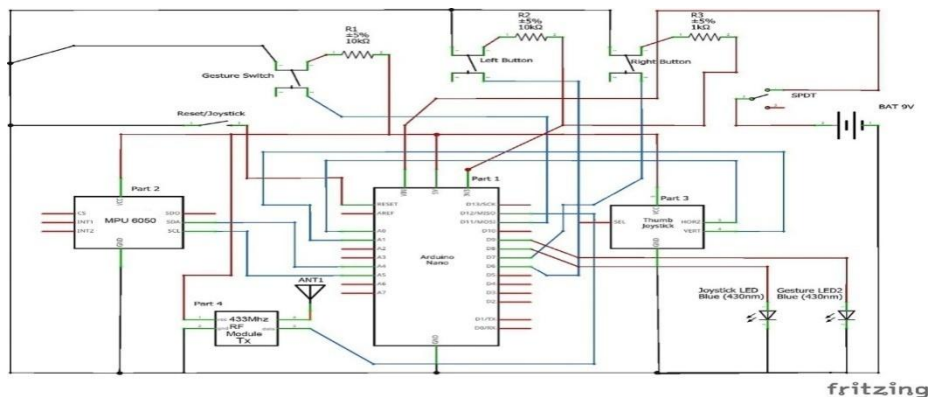 R1
±5%
10kΩ
R2
±5%
10kΩ
R3
±5%
1kΩ
Gesture Switch
Left Button
Right Button
SPDT
BAT 9V
Reset/Joystick
Part 2
MPU 6050
CS
INT1
INT2
SDO
SDA
SCL
GND
Part 1
Arduino
Nano
RESET
AREF
A0
A1
A2
A3
A4
A5
A6
A7
D13/SCK
D12/MISO
D11/MOSI
D10
D9
D8
D7
D6
D5
D4
D3
D2
D1/TX
D0/RX
GND
Part 3
Thumb
Joystick
SEL
HORZ
VERT
GND
ANT1
Part 4
433Mhz
RF
Module
TX
Joystick LED
Blue (430nm)
Gesture LED2
Blue (430nm)
fritzing